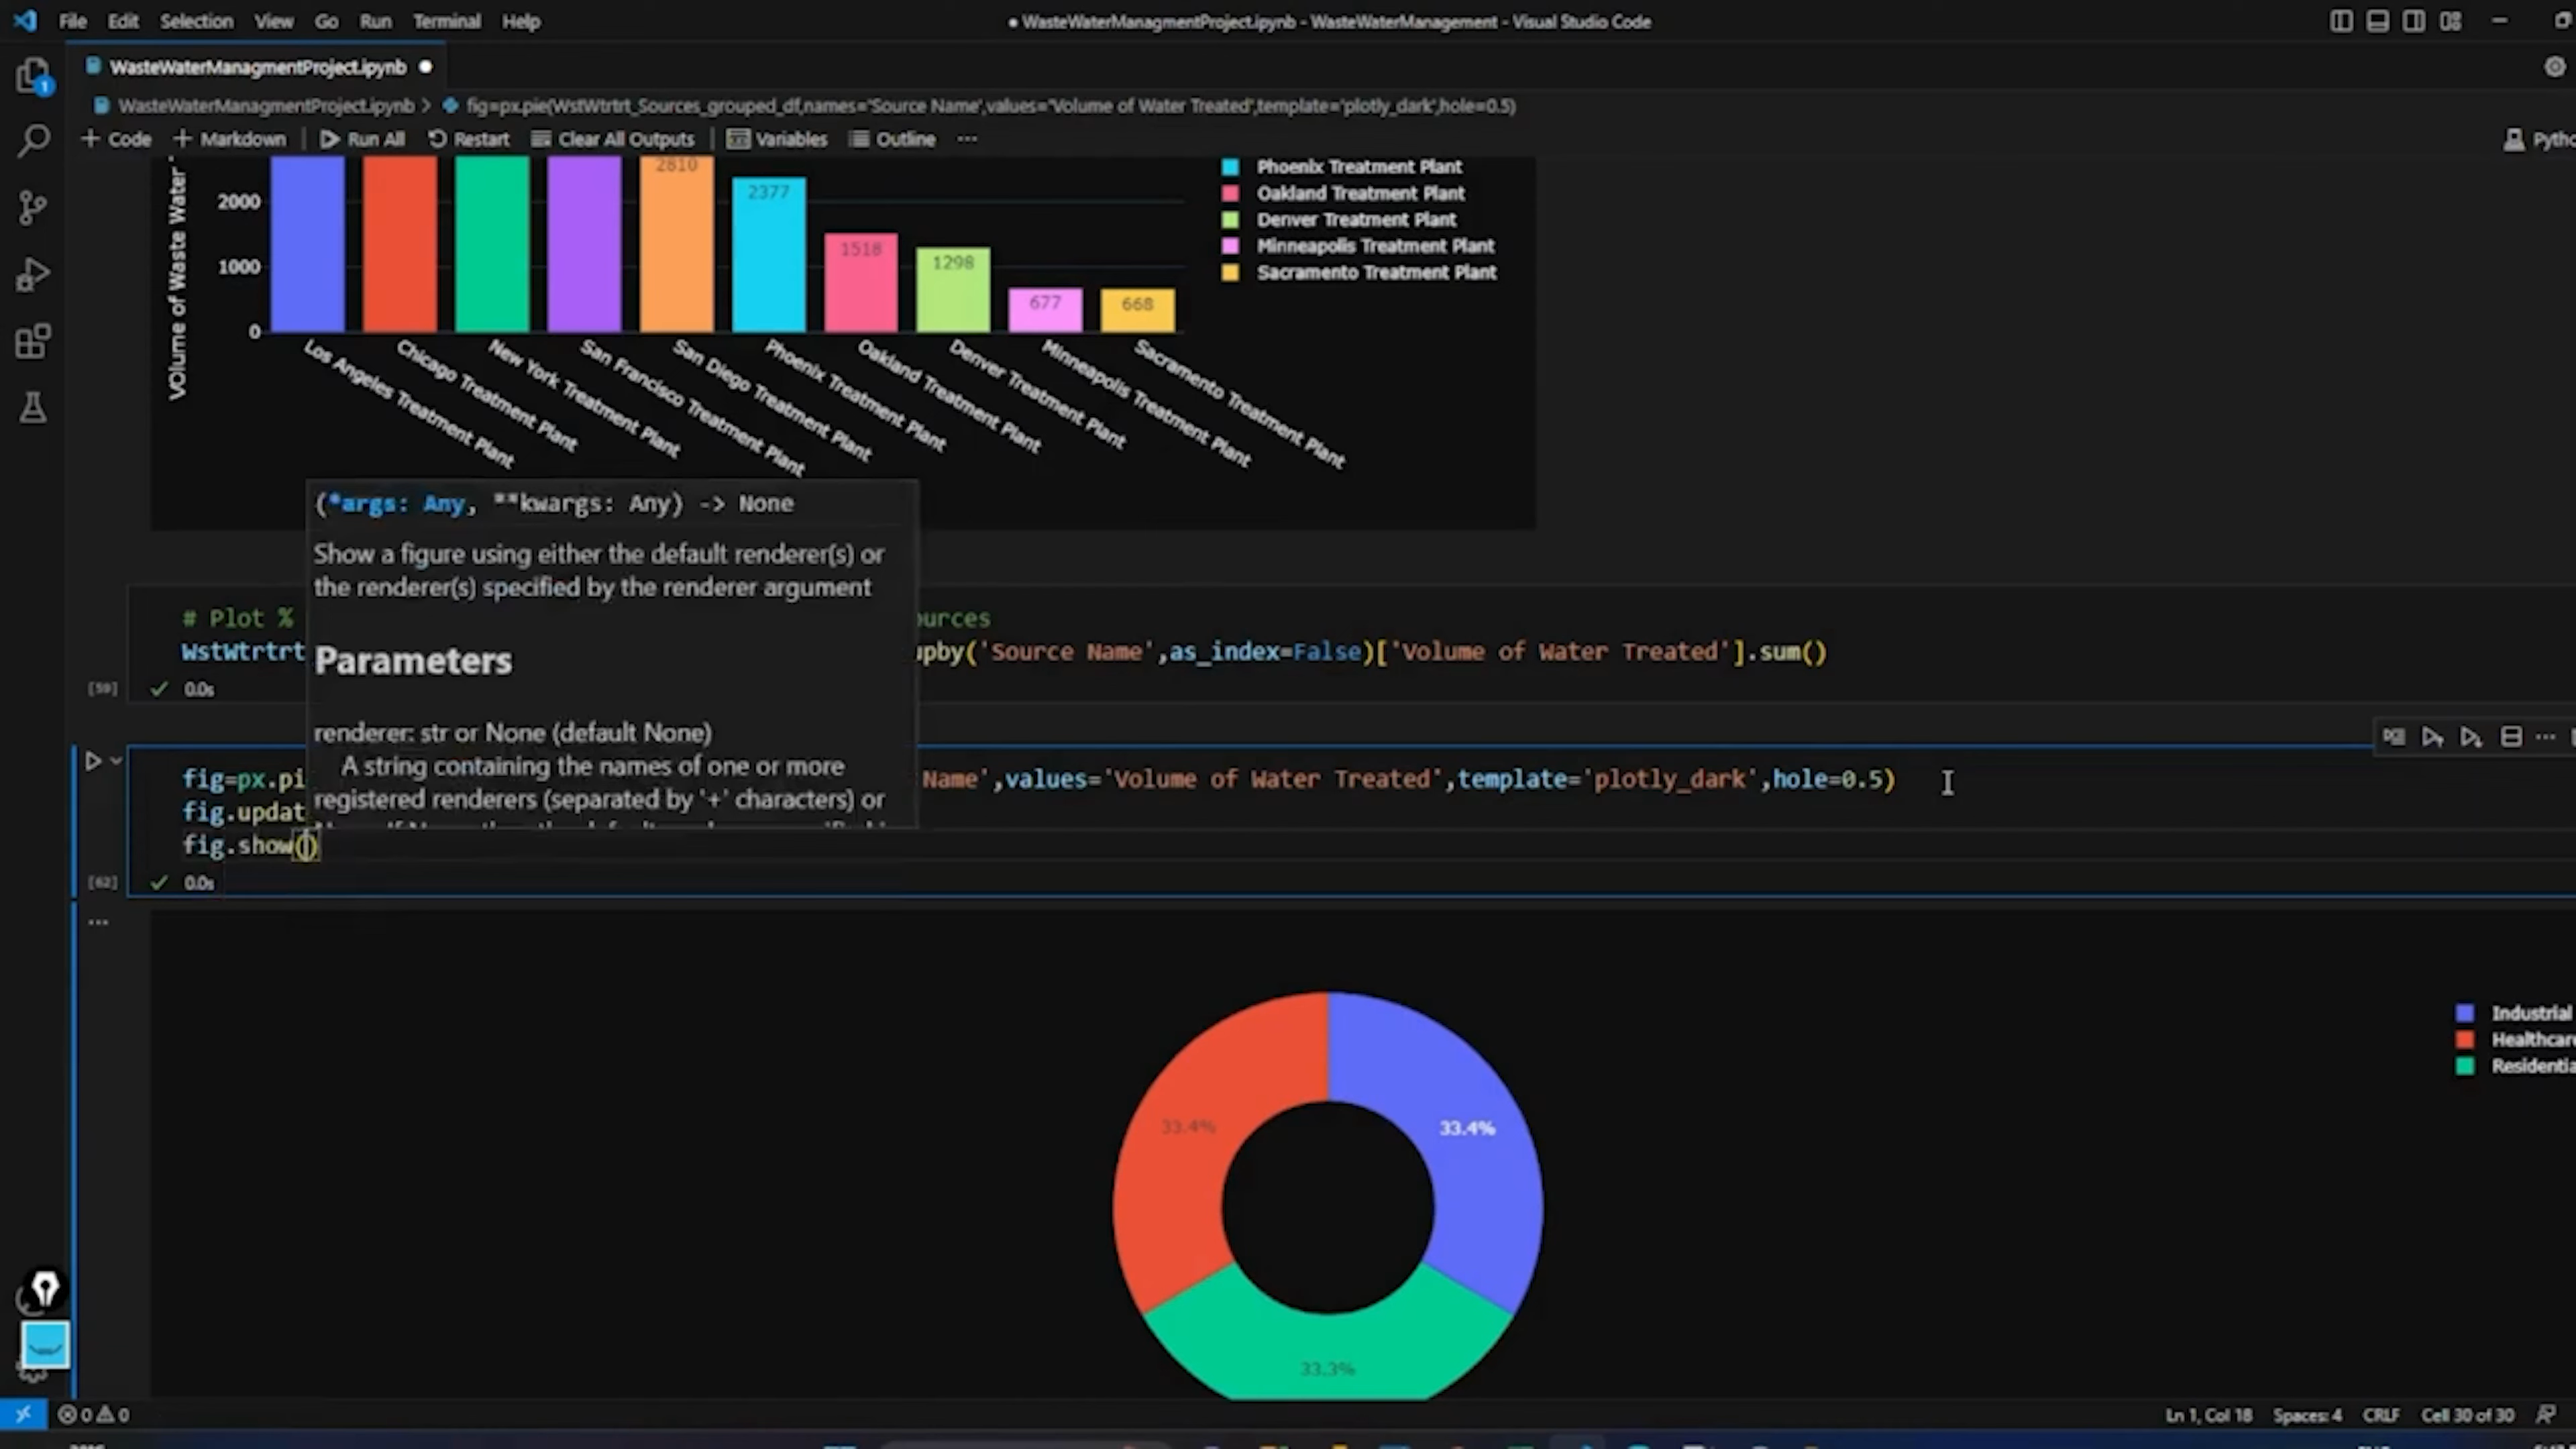 File Edit Selection View Go Run Terminal Help
● WasteWaterManagmentProject.ipynb - WasteWaterManagement - Visual Studio Code
WasteWaterManagmentProject.ipynb ●
1
WasteWaterManagmentProject.ipynb > fig=px.pie(WstWtrtrt_Sources_grouped_df,names='Source Name',values='Volume of Water Treated',template='plotly_dark',hole=0.5)
+ Code + Markdown Run All Restart Clear All Outputs Variables Outline ...
VOlume of Waste Water
2000
1000
0
2810
2377
1518
1298
677
668
Phoenix Treatment Plant
Oakland Treatment Plant
Denver Treatment Plant
Minneapolis Treatment Plant
Sacramento Treatment Plant
Los Angeles Treatment Plant
Chicago Treatment Plant
New York Treatment Plant
San Francisco Treatment Plant
San Diego Treatment Plant
Phoenix Treatment Plant
Oakland Treatment Plant
Denver Treatment Plant
Minneapolis Treatment Plant
Sacramento Treatment Plant
(*args: Any, **kwargs: Any) -> None
Show a figure using either the default renderer(s) or
the renderer(s) specified by the renderer argument
Parameters
renderer: str or None (default None)
A string containing the names of one or more
registered renderers (separated by '+' characters) or
# Plot % ources
WstWtrtrt upby('Source Name',as_index=False)['Volume of Water Treated'].sum()
[59] ✓ 0.0s
fig=px.pi Name',values='Volume of Water Treated',template='plotly_dark',hole=0.5)
fig.updat
fig.show()
[62] ✓ 0.0s
...
33.4%
33.4%
33.3%
Industrial
Healthcar
Residentia
0 0
Ln 1, Col 18 Spaces: 4 CRLF Cell 30 of 30